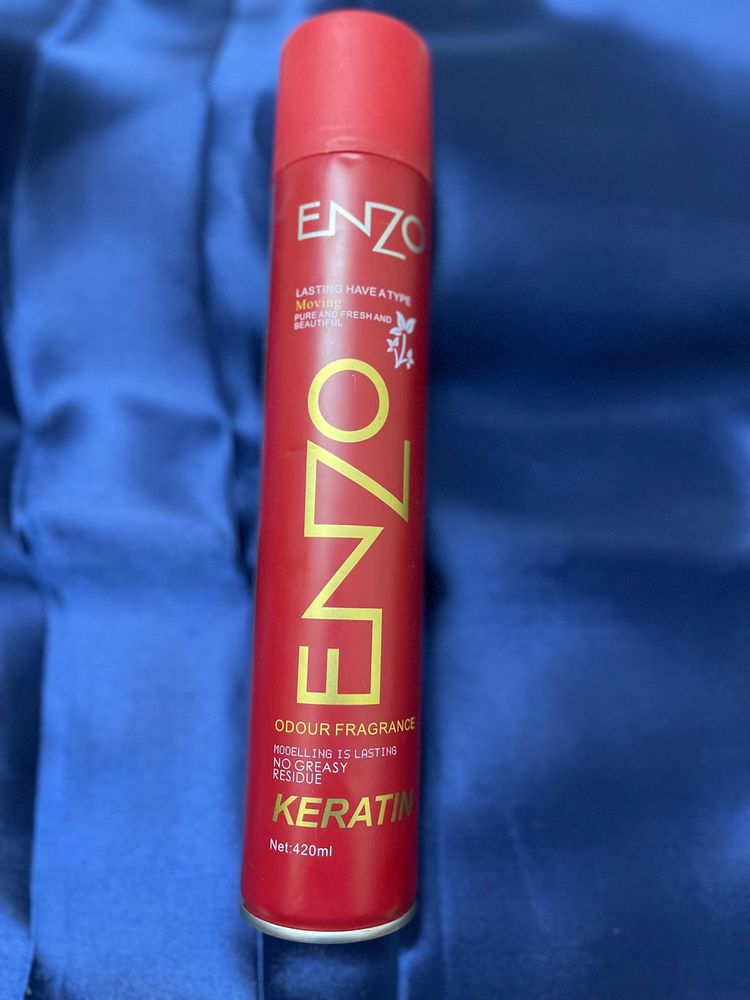 ENZO
LASTING HAVE A TYPE
Moving
PURE AND FRESH AND
BEAUTIFUL
ENZO
ODOUR FRAGRANCE
MODELLING IS LASTING
NO GREASY
RESIDUE
KERATIN
Net:420ml